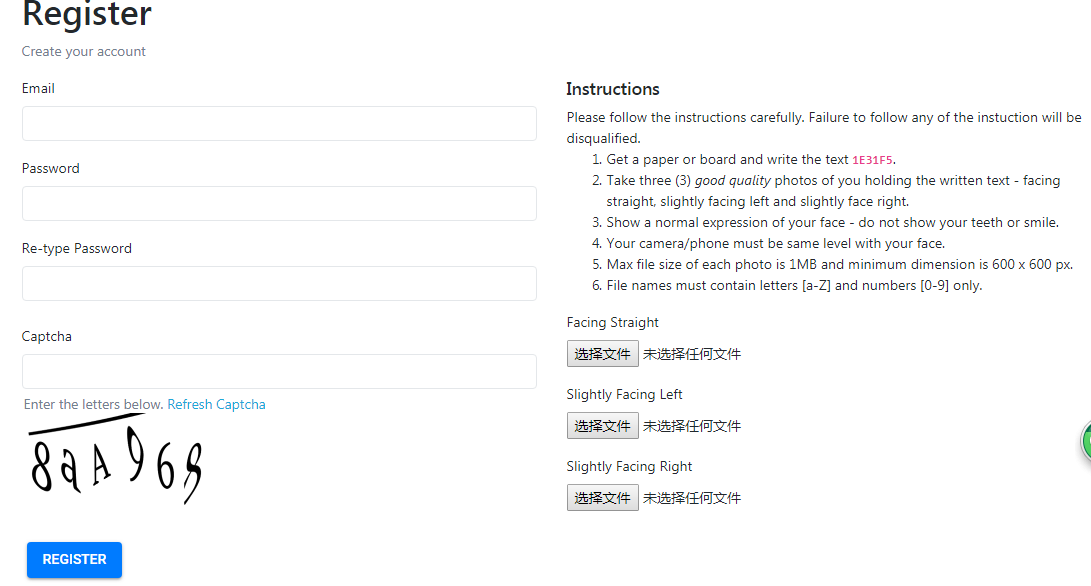 Register
Create your account
Email
Password
Re-type Password
Captcha
Enter the letters below. Refresh Captcha
REGISTER
Instructions
Please follow the instructions carefully. Failure to follow any of the instuction will be
disqualified.
1. Get a paper or board and write the text 1E31F5.
2. Take three (3) good quality photos of you holding the written text - facing
straight, slightly facing left and slightly face right.
3. Show a normal expression of your face - do not show your teeth or smile.
4. Your camera/phone must be same level with your face.
5. Max file size of each photo is 1MB and minimum dimension is 600 x 600 px.
6. File names must contain letters [a-Z] and numbers [0-9] only.
Facing Straight
选择文件 未选择任何文件
Slightly Facing Left
选择文件 未选择任何文件
Slightly Facing Right
选择文件 未选择任何文件